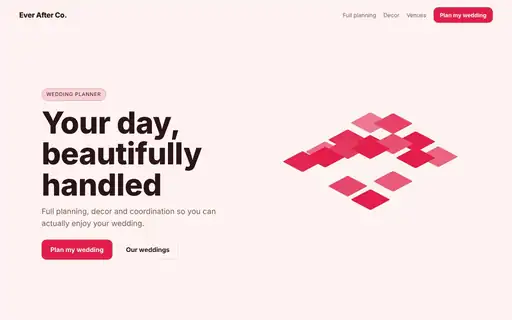 Ever After Co.
Full planning Decor Venues Plan my wedding
WEDDING PLANNER
Your day,
beautifully
handled
Full planning, decor and coordination so you can
actually enjoy your wedding.
Plan my wedding Our weddings